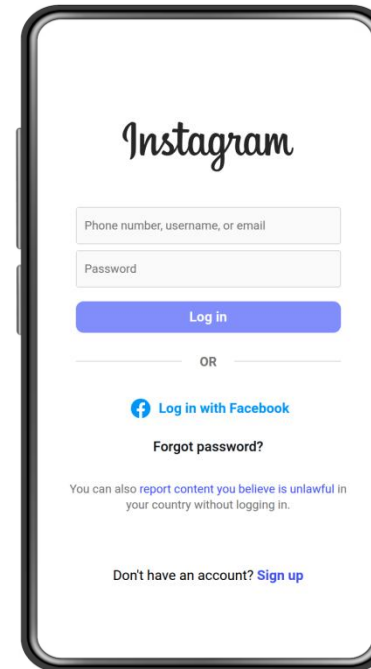 Instagram
Phone number, username, or email
Password
Log in
OR
Log in with Facebook
Forgot password?
You can also report content you believe is unlawful in
your country without logging in.
Don't have an account? Sign up